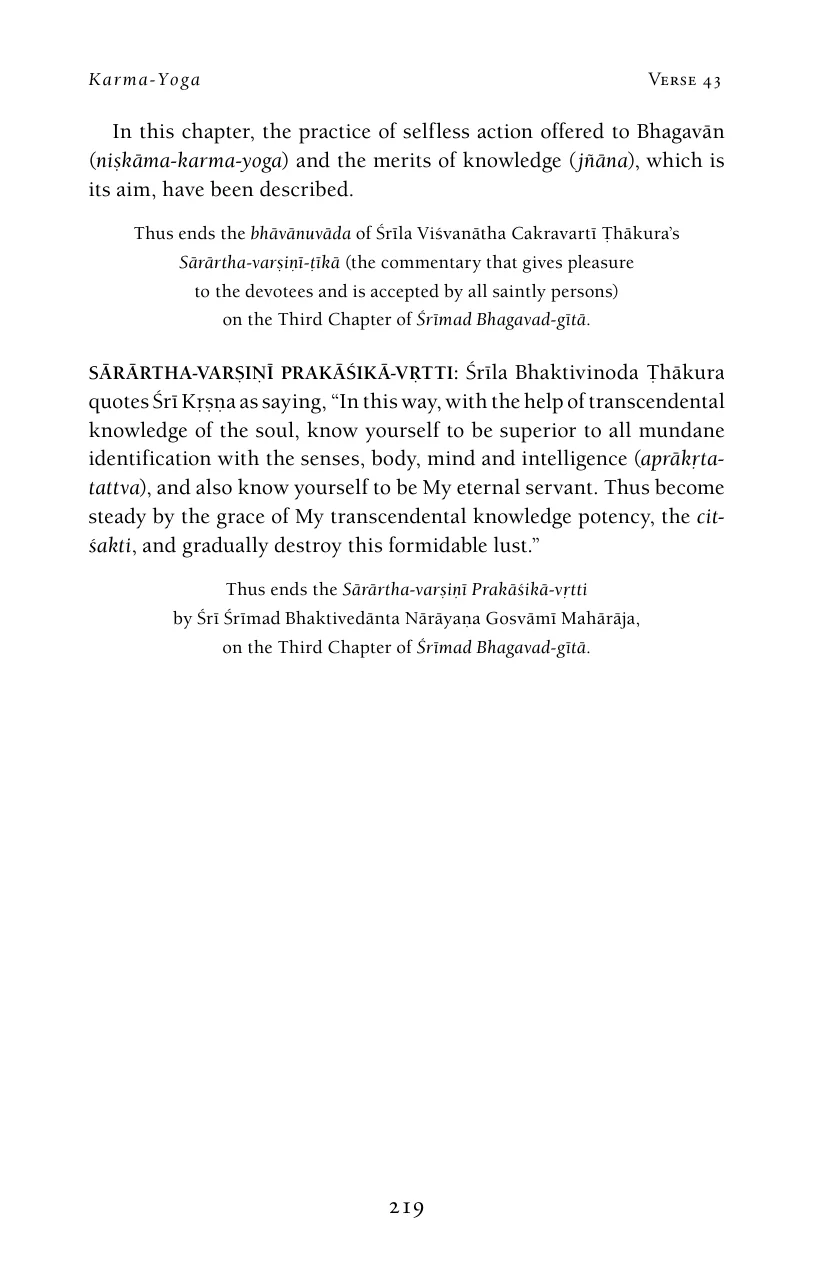 Karma-Yoga
Verse 43
In this chapter, the practice of selfless action offered to Bhagavān
(niṣkāma-karma-yoga) and the merits of knowledge (jñāna), which is
its aim, have been described.
Thus ends the bhāvānuvāda of Śrīla Viśvanātha Cakravartī Ṭhākura’s
Sārārtha-varṣiṇī-ṭīkā (the commentary that gives pleasure
to the devotees and is accepted by all saintly persons)
on the Third Chapter of Śrīmad Bhagavad-gītā.
SĀRĀRTHA-VARṢIṆĪ PRAKĀŚIKĀ-VṚTTI: Śrīla Bhaktivinoda Ṭhākura
quotes Śrī Kṛṣṇa as saying, “In this way, with the help of transcendental
knowledge of the soul, know yourself to be superior to all mundane
identification with the senses, body, mind and intelligence (aprākṛta-
tattva), and also know yourself to be My eternal servant. Thus become
steady by the grace of My transcendental knowledge potency, the cit-
śakti, and gradually destroy this formidable lust.”
Thus ends the Sārārtha-varṣiṇī Prakāśikā-vṛtti
by Śrī Śrīmad Bhaktivedānta Nārāyaṇa Gosvāmī Mahārāja,
on the Third Chapter of Śrīmad Bhagavad-gītā.
219